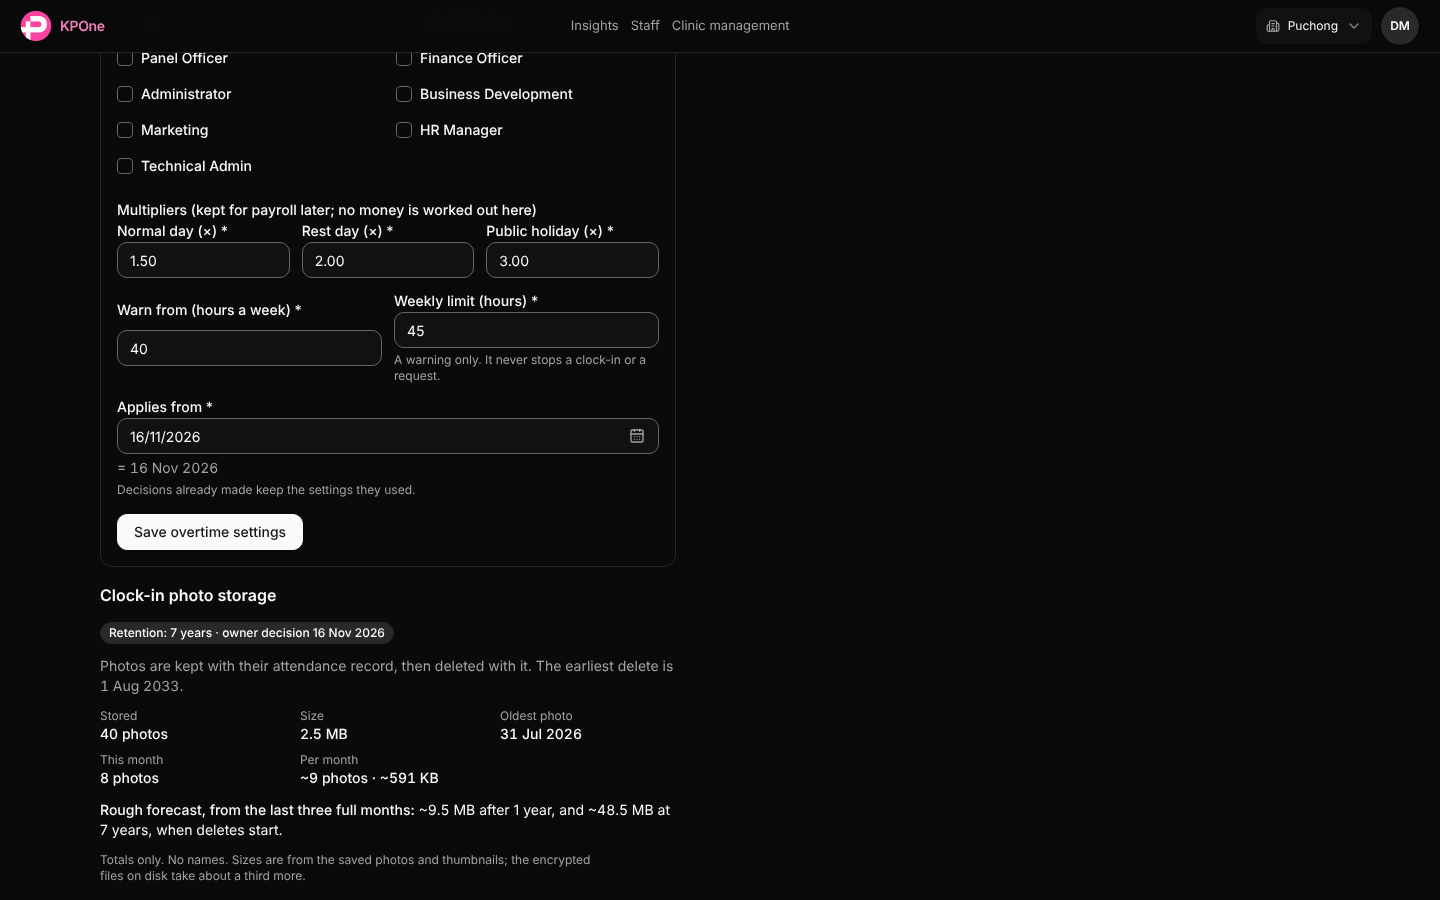 KPOne
Insights Staff Clinic management
Puchong
DM
Panel Officer
Finance Officer
Administrator
Business Development
Marketing
HR Manager
Technical Admin
Multipliers (kept for payroll later; no money is worked out here)
Normal day (×) *
Rest day (×) *
Public holiday (×) *
1.50
2.00
3.00
Warn from (hours a week) *
Weekly limit (hours) *
40
45
A warning only. It never stops a clock-in or a
request.
Applies from *
16/11/2026
= 16 Nov 2026
Decisions already made keep the settings they used.
Save overtime settings
Clock-in photo storage
Retention: 7 years · owner decision 16 Nov 2026
Photos are kept with their attendance record, then deleted with it. The earliest delete is
1 Aug 2033.
Stored
Size
Oldest photo
40 photos
2.5 MB
31 Jul 2026
This month
Per month
8 photos
~9 photos · ~591 KB
Rough forecast, from the last three full months: ~9.5 MB after 1 year, and ~48.5 MB at
7 years, when deletes start.
Totals only. No names. Sizes are from the saved photos and thumbnails; the encrypted
files on disk take about a third more.